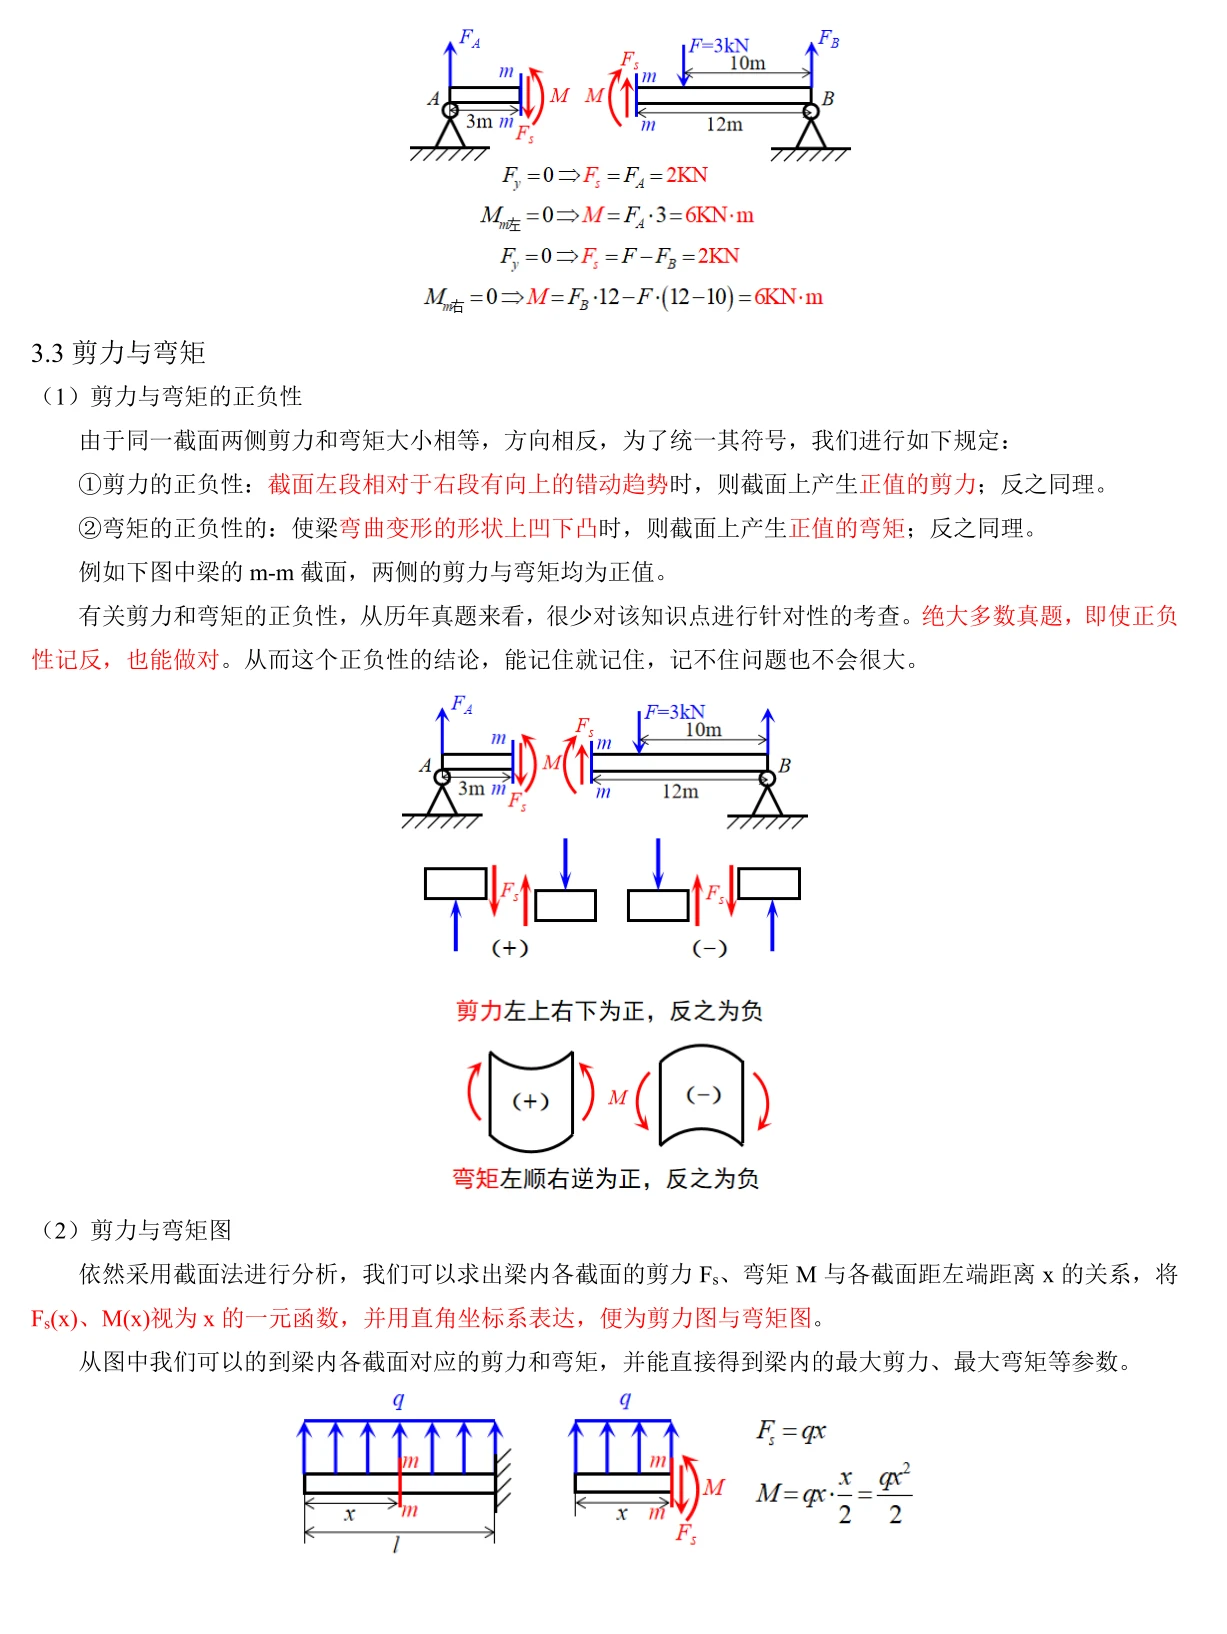 F_A F_s F=3kN F_B
m M M m 10m
A 3m m F_s m 12m B
F_y=0⇒F_s=F_A=2KN
M_m左=0⇒M=F_A·3=6KN·m
F_y=0⇒F_s=F−F_B=2KN
M_m右=0⇒M=F_B·12−F·(12−10)=6KN·m
3.3 剪力与弯矩
（1）剪力与弯矩的正负性
由于同一截面两侧剪力和弯矩大小相等，方向相反，为了统一其符号，我们进行如下规定：
①剪力的正负性：截面左段相对于右段有向上的错动趋势时，则截面上产生正值的剪力；反之同理。
②弯矩的正负性的：使梁弯曲变形的形状上凹下凸时，则截面上产生正值的弯矩；反之同理。
例如下图中梁的 m-m 截面，两侧的剪力与弯矩均为正值。
有关剪力和弯矩的正负性，从历年真题来看，很少对该知识点进行针对性的考查。绝大多数真题，即使正负
性记反，也能做对。从而这个正负性的结论，能记住就记住，记不住问题也不会很大。
F_A F_s F=3kN
m M m 10m
A 3m m F_s m 12m B
F_s F_s
(+) (−)
剪力左上右下为正，反之为负
(+) M (−)
弯矩左顺右逆为正，反之为负
（2）剪力与弯矩图
依然采用截面法进行分析，我们可以求出梁内各截面的剪力 Fs、弯矩 M 与各截面距左端距离 x 的关系，将
Fs(x)、M(x)视为 x 的一元函数，并用直角坐标系表达，便为剪力图与弯矩图。
从图中我们可以的到梁内各截面对应的剪力和弯矩，并能直接得到梁内的最大剪力、最大弯矩等参数。
q q F_s=qx
m m M M=qx·x/2=qx²/2
x m x m F_s
l